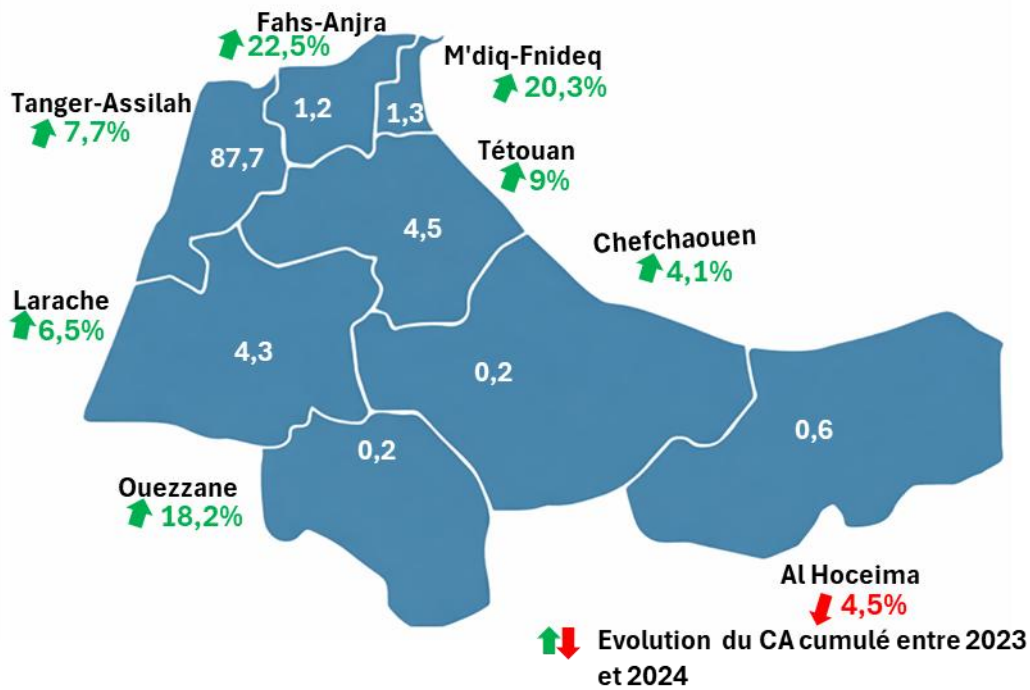 Fahs-Anjra
22,5%
M'diq-Fnideq
20,3%
Tanger-Assilah
7,7%
1,2
1,3
87,7
Tétouan
9%
4,5
Chefchaouen
4,1%
Larache
6,5%
4,3
0,2
0,6
0,2
Ouezzane
18,2%
Al Hoceima
4,5%
Evolution du CA cumulé entre 2023
et 2024